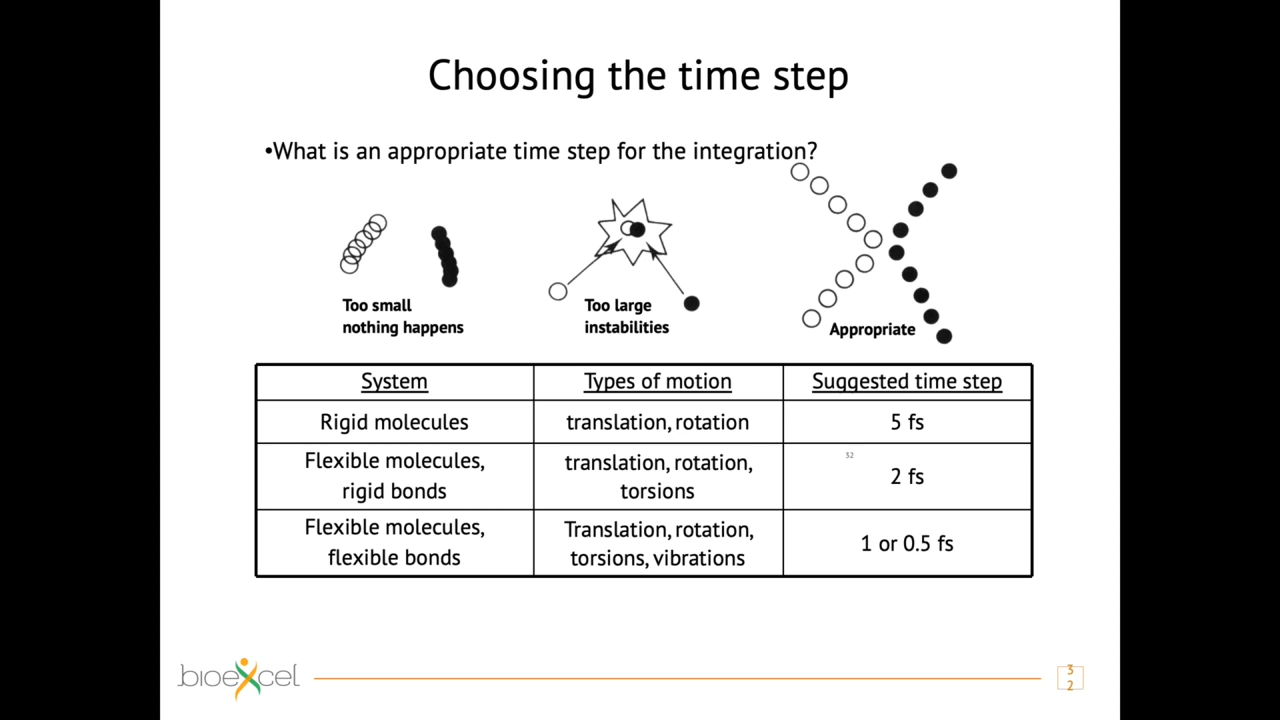 Choosing the time step
•What is an appropriate time step for the integration?
Too small
nothing happens
Too large
instabilities
Appropriate
System Types of motion Suggested time step
Rigid molecules translation, rotation 5 fs
Flexible molecules,
rigid bonds
translation, rotation,
torsions
32
2 fs
Flexible molecules,
flexible bonds
Translation, rotation,
torsions, vibrations
1 or 0.5 fs
bioexcel
3
2